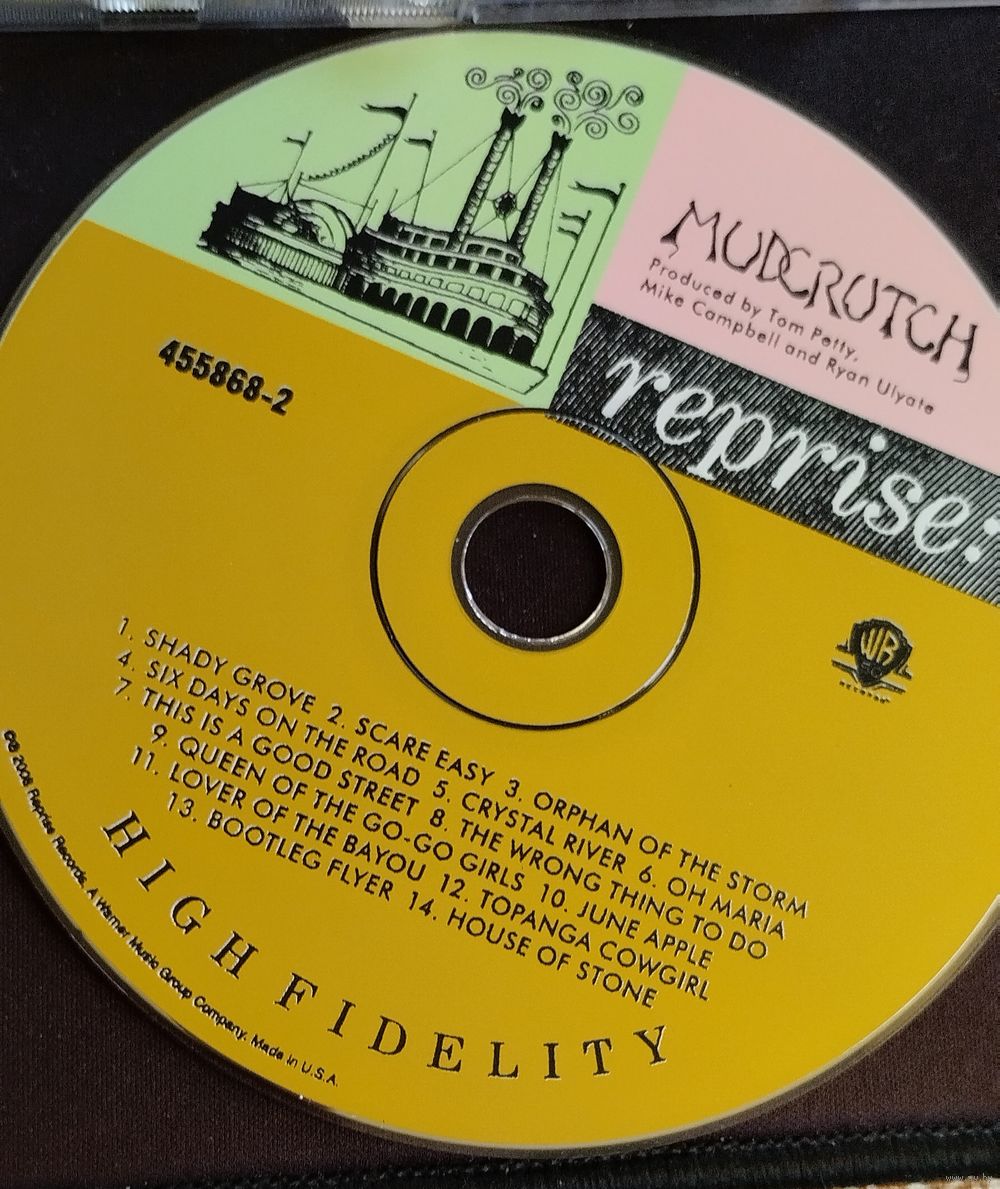 MUDCRUTCH
Produced by Tom Petty,
Mike Campbell and Ryan Ulyate
reprise:
455868-2
WB
RECORDS
1. SHADY GROVE 2. SCARE EASY 3. ORPHAN OF THE STORM
4. SIX DAYS ON THE ROAD 5. CRYSTAL RIVER 6. OH MARIA
7. THIS IS A GOOD STREET 8. THE WRONG THING TO DO
9. QUEEN OF THE GO-GO GIRLS 10. JUNE APPLE
11. LOVER OF THE BAYOU 12. TOPANGA COWGIRL
13. BOOTLEG FLYER 14. HOUSE OF STONE
HIGH FIDELITY
℗© 2008 Reprise Records, A Warmer Music Group Company. Made in U.S.A.